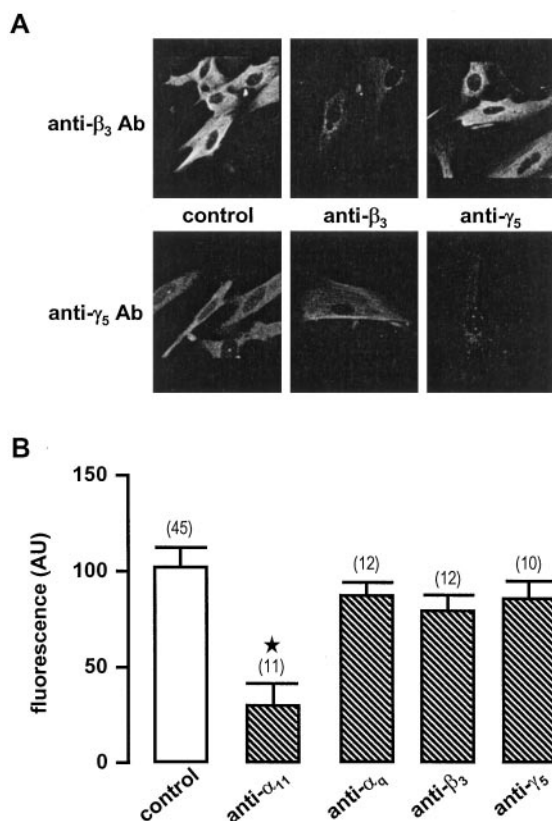 A
anti-β₃ Ab
control anti-β₃ anti-γ₅
anti-γ₅ Ab
B
fluorescence (AU)
150
100
50
0
(45)
★
(11)
(12)
(12)
(10)
control
anti-α₁₁
anti-α_q
anti-β₃
anti-γ₅